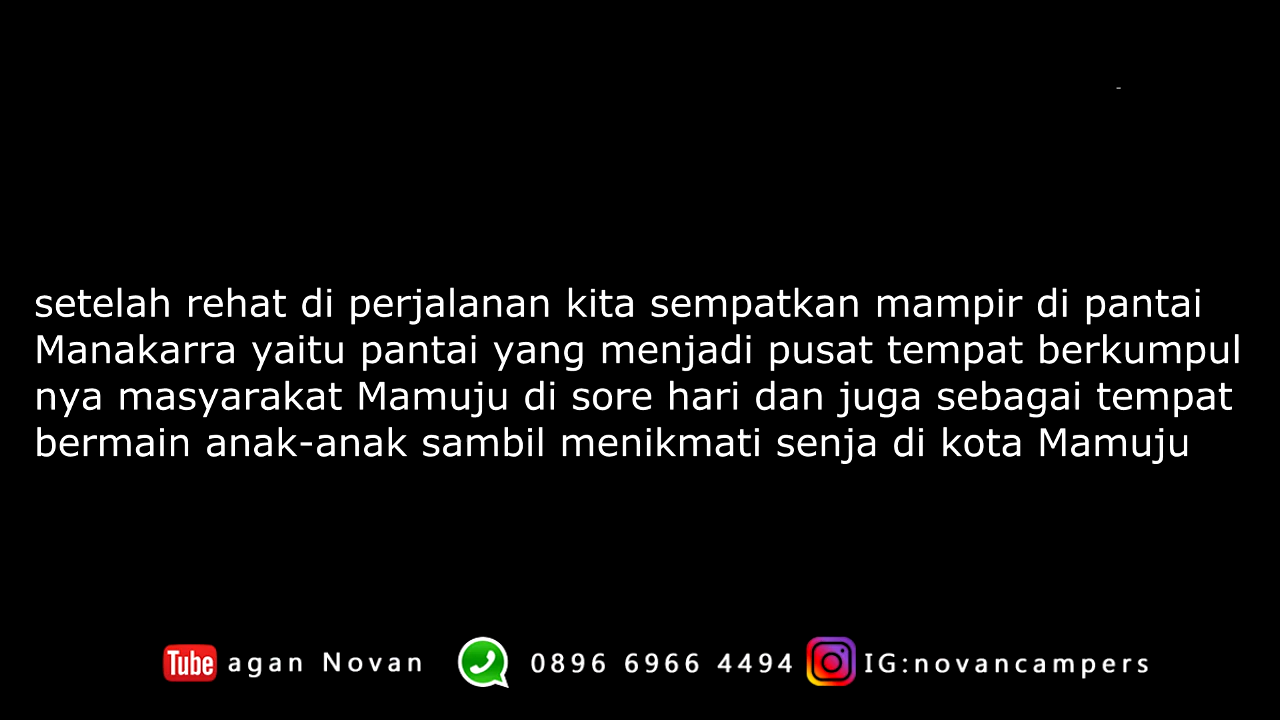 setelah rehat di perjalanan kita sempatkan mampir di pantai
Manakarra yaitu pantai yang menjadi pusat tempat berkumpul
nya masyarakat Mamuju di sore hari dan juga sebagai tempat
bermain anak-anak sambil menikmati senja di kota Mamuju
Tube agan Novan 0896 6966 4494 IG:novancampers